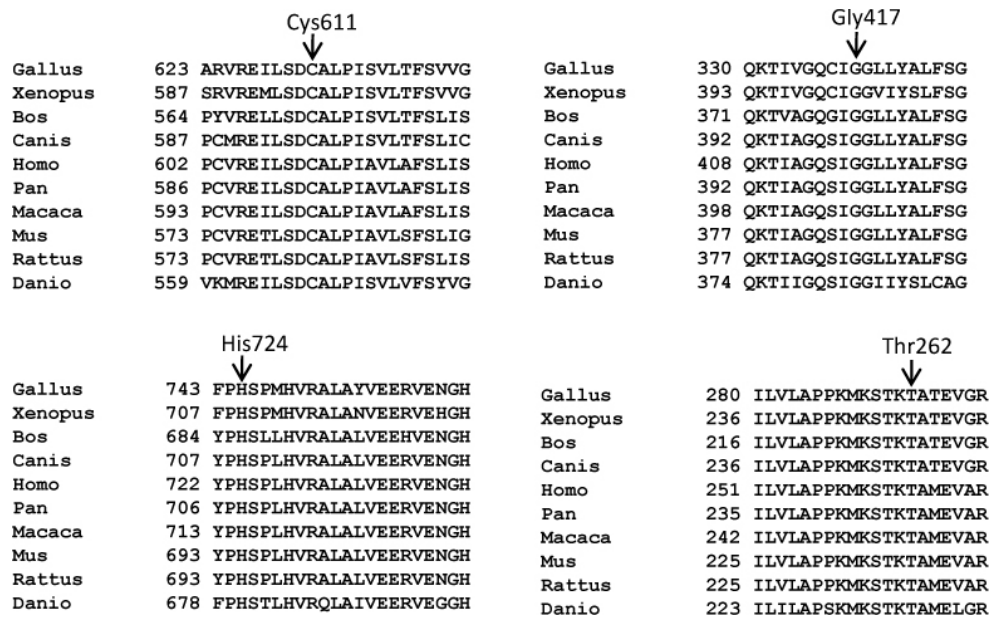 Cys611
Gallus 623 ARVREILSDCALPISVLTFSVVG
Xenopus 587 SRVREMLSDCALPISVLTFSVVG
Bos 564 PYVRELLSDCALPISVLTFSLIS
Canis 587 PCMREILSDCALPISVLTFSLIC
Homo 602 PCVREILSDCALPIAVLAFSLIS
Pan 586 PCVREILSDCALPIAVLAFSLIS
Macaca 593 PCVREILSDCALPIAVLAFSLIS
Mus 573 PCVRETLSDCALPIAVLSFSLIG
Rattus 573 PCVRETLSDCALPISVLSFSLIS
Danio 559 VKMREILSDCALPISVLVFSYVG
Gly417
Gallus 330 QKTIVGQCIGGLLYALFSG
Xenopus 393 QKTIVGQCIGGVIYSLFSG
Bos 371 QKTVAGQGIGGLLYALFSG
Canis 392 QKTIAGQSIGGLLYALFSG
Homo 408 QKTIAGQSIGGLLYALFSG
Pan 392 QKTIAGQSIGGLLYALFSG
Macaca 398 QKTIAGQSIGGLLYALFSG
Mus 377 QKTIAGQSIGGLLYALFSG
Rattus 377 QKTIAGQSIGGLLYALFSG
Danio 374 QKTIIGQSIGGIIYSLCAG
His724
Gallus 743 FPHSPMHVRALAYVEERVENGH
Xenopus 707 FPHSPMHVRALANVEERVEHGH
Bos 684 YPHSLLHVRALALVEEHVENGH
Canis 707 YPHSPLHVRALALVEERVENGH
Homo 722 YPHSPLHVRALALVEERVENGH
Pan 706 YPHSPLHVRALALVEERVENGH
Macaca 713 YPHSPLHVRALALVEERVENGH
Mus 693 YPHSPLHVRALALVEERVENGH
Rattus 693 YPHSPLHVRALALVEERVENGH
Danio 678 FPHSTLHVRQLAIVEERVEGGH
Thr262
Gallus 280 ILVLAPPKMKSTKTATEVGR
Xenopus 236 ILVLAPPKMKSTKTATEVGR
Bos 216 ILVLAPPKMKSTKTATEVGR
Canis 236 ILVLAPPKMKSTKTATEVGR
Homo 251 ILVLAPPKMKSTKTAMEVAR
Pan 235 ILVLAPPKMKSTKTAMEVAR
Macaca 242 ILVLAPPKMKSTKTAMEVAR
Mus 225 ILVLAPPKMKSTKTAMEVAR
Rattus 225 ILVLAPPKMKSTKTAMEVAR
Danio 223 ILILAPSKMKSTKTAMELGR